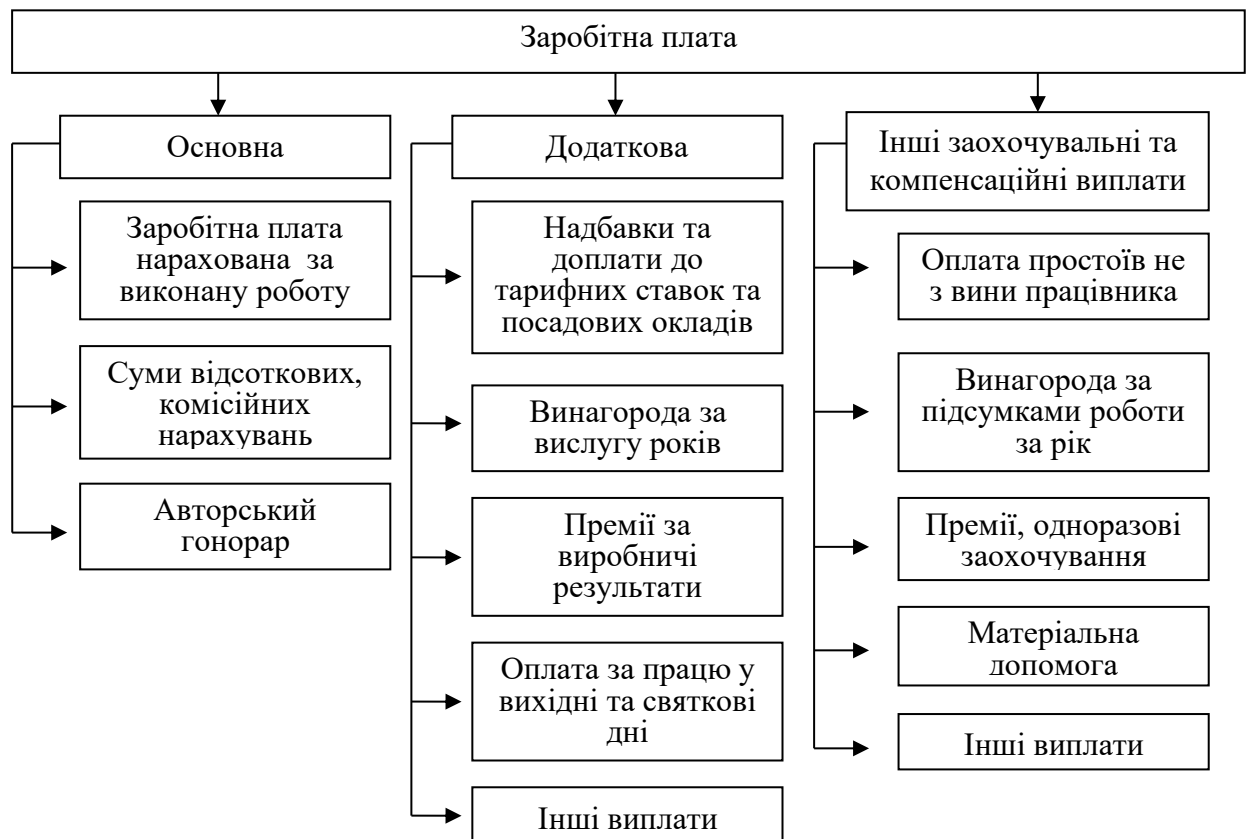 Заробітна плата
Основна
Заробітна плата
нарахована за
виконану роботу
Суми відсоткових,
комісійних
нарахувань
Авторський
гонорар
Додаткова
Надбавки та
доплати до
тарифних ставок та
посадових окладів
Винагорода за
вислугу років
Премії за
виробничі
результати
Оплата за працю у
вихідні та святкові
дні
Інші виплати
Інші заохочувальні та
компенсаційні виплати
Оплата простоїв не
з вини працівника
Винагорода за
підсумками роботи
за рік
Премії, одноразові
заохочування
Матеріальна
допомога
Інші виплати